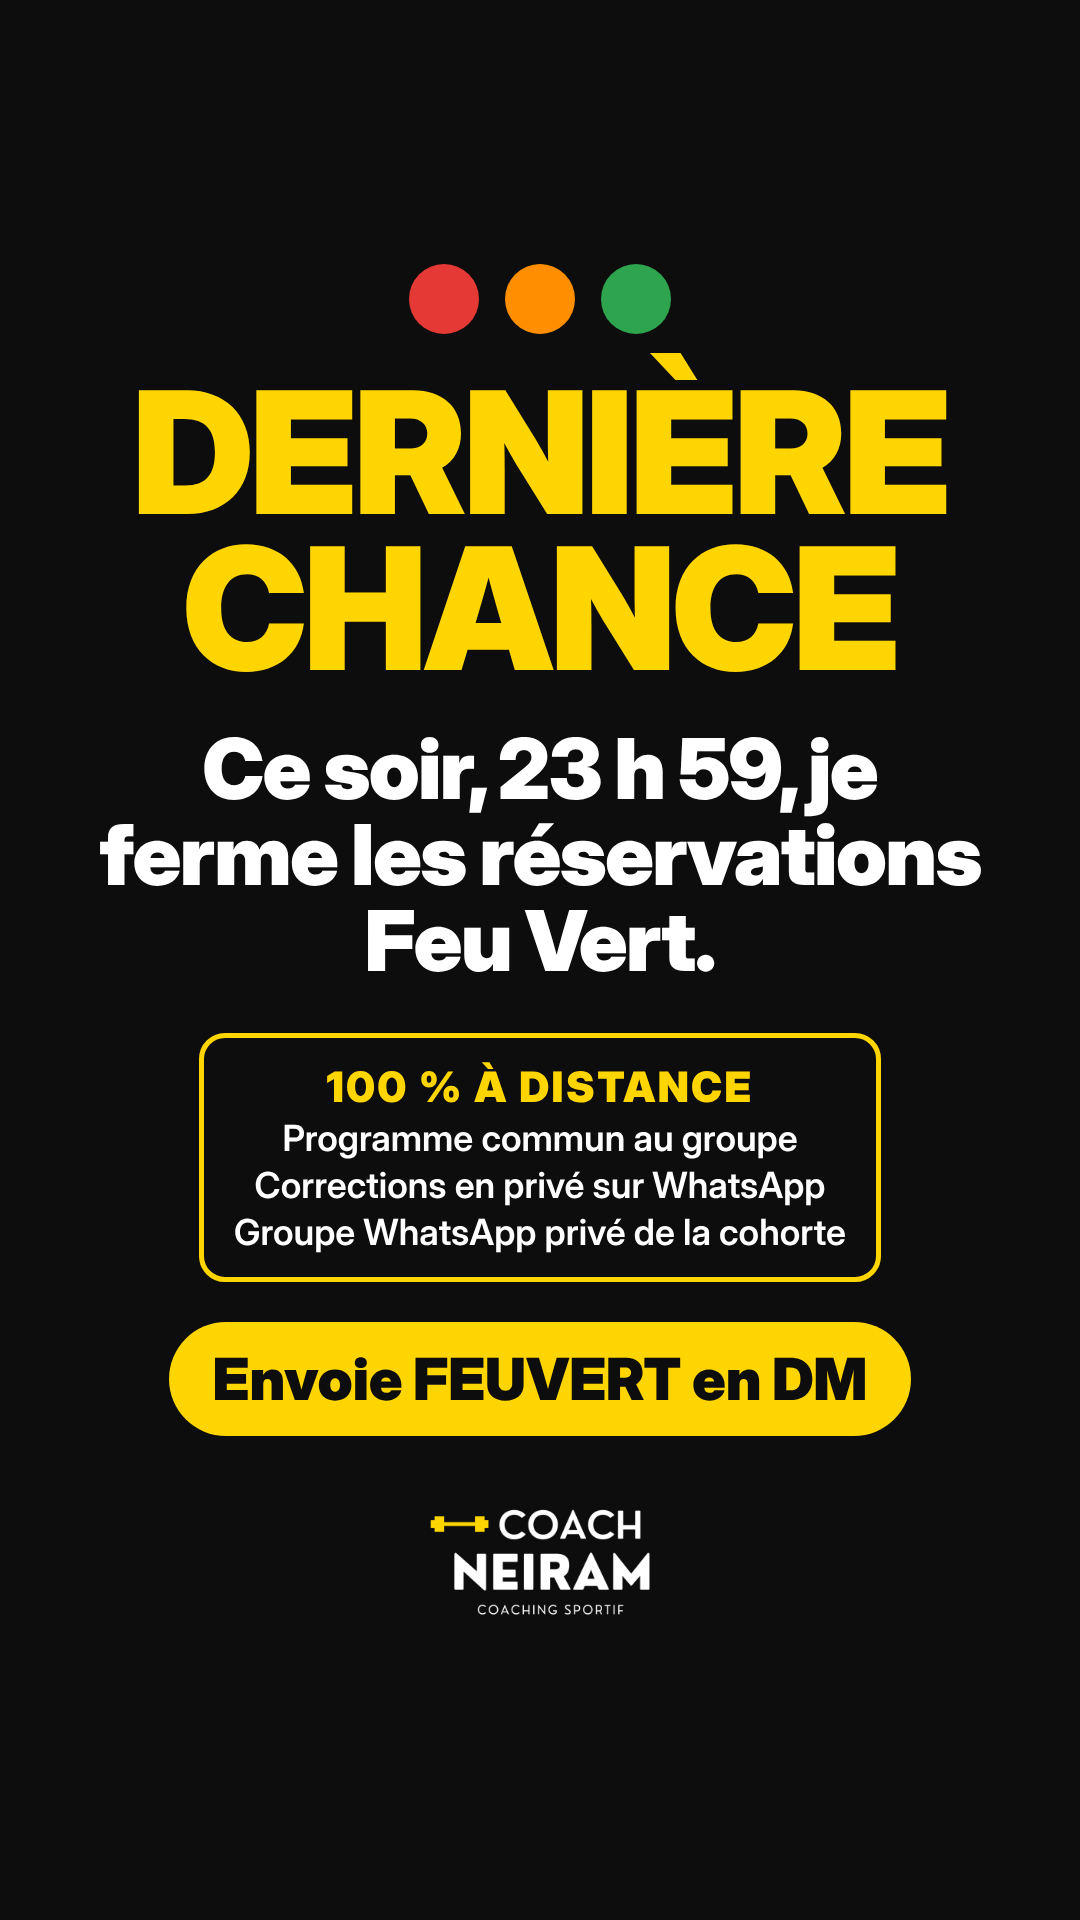 DERNIÈRE
CHANCE
Ce soir, 23 h 59, je
ferme les réservations
Feu Vert.
100 % À DISTANCE
Programme commun au groupe
Corrections en privé sur WhatsApp
Groupe WhatsApp privé de la cohorte
Envoie FEUVERT en DM
COACH
NEIRAM
COACHING SPORTIF